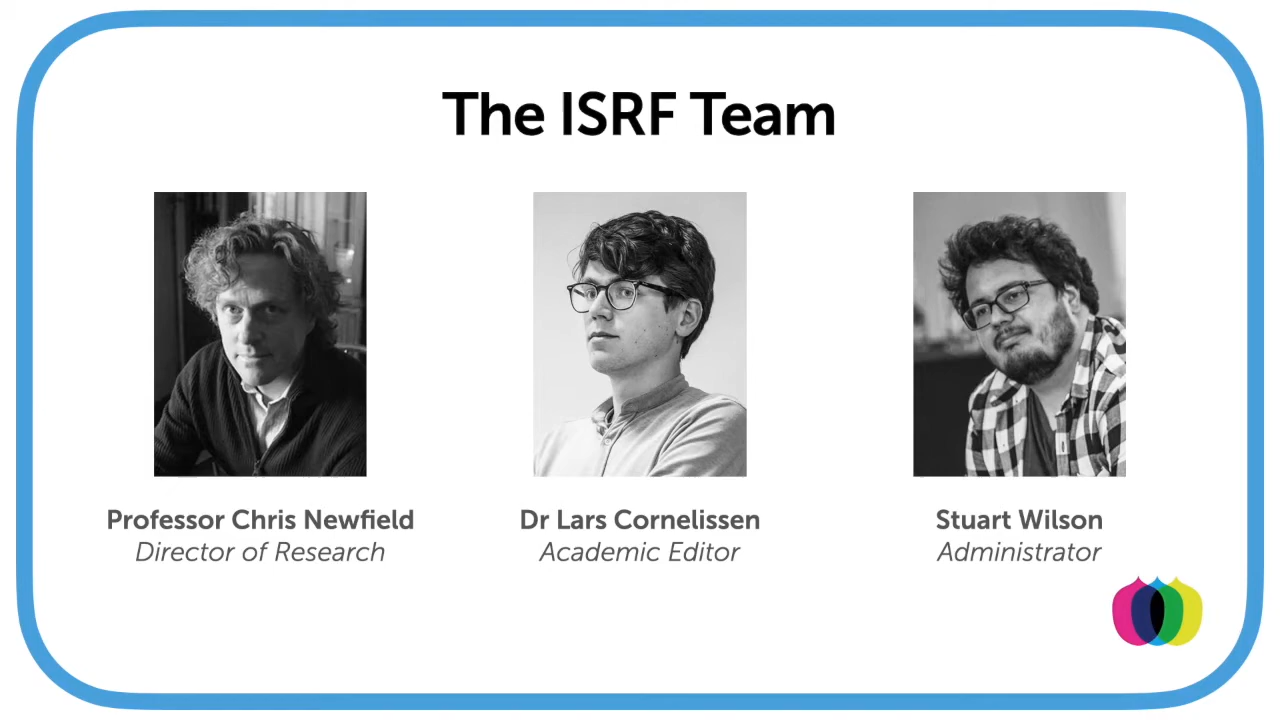 The ISRF Team
Professor Chris Newfield
Director of Research
Dr Lars Cornelissen
Academic Editor
Stuart Wilson
Administrator